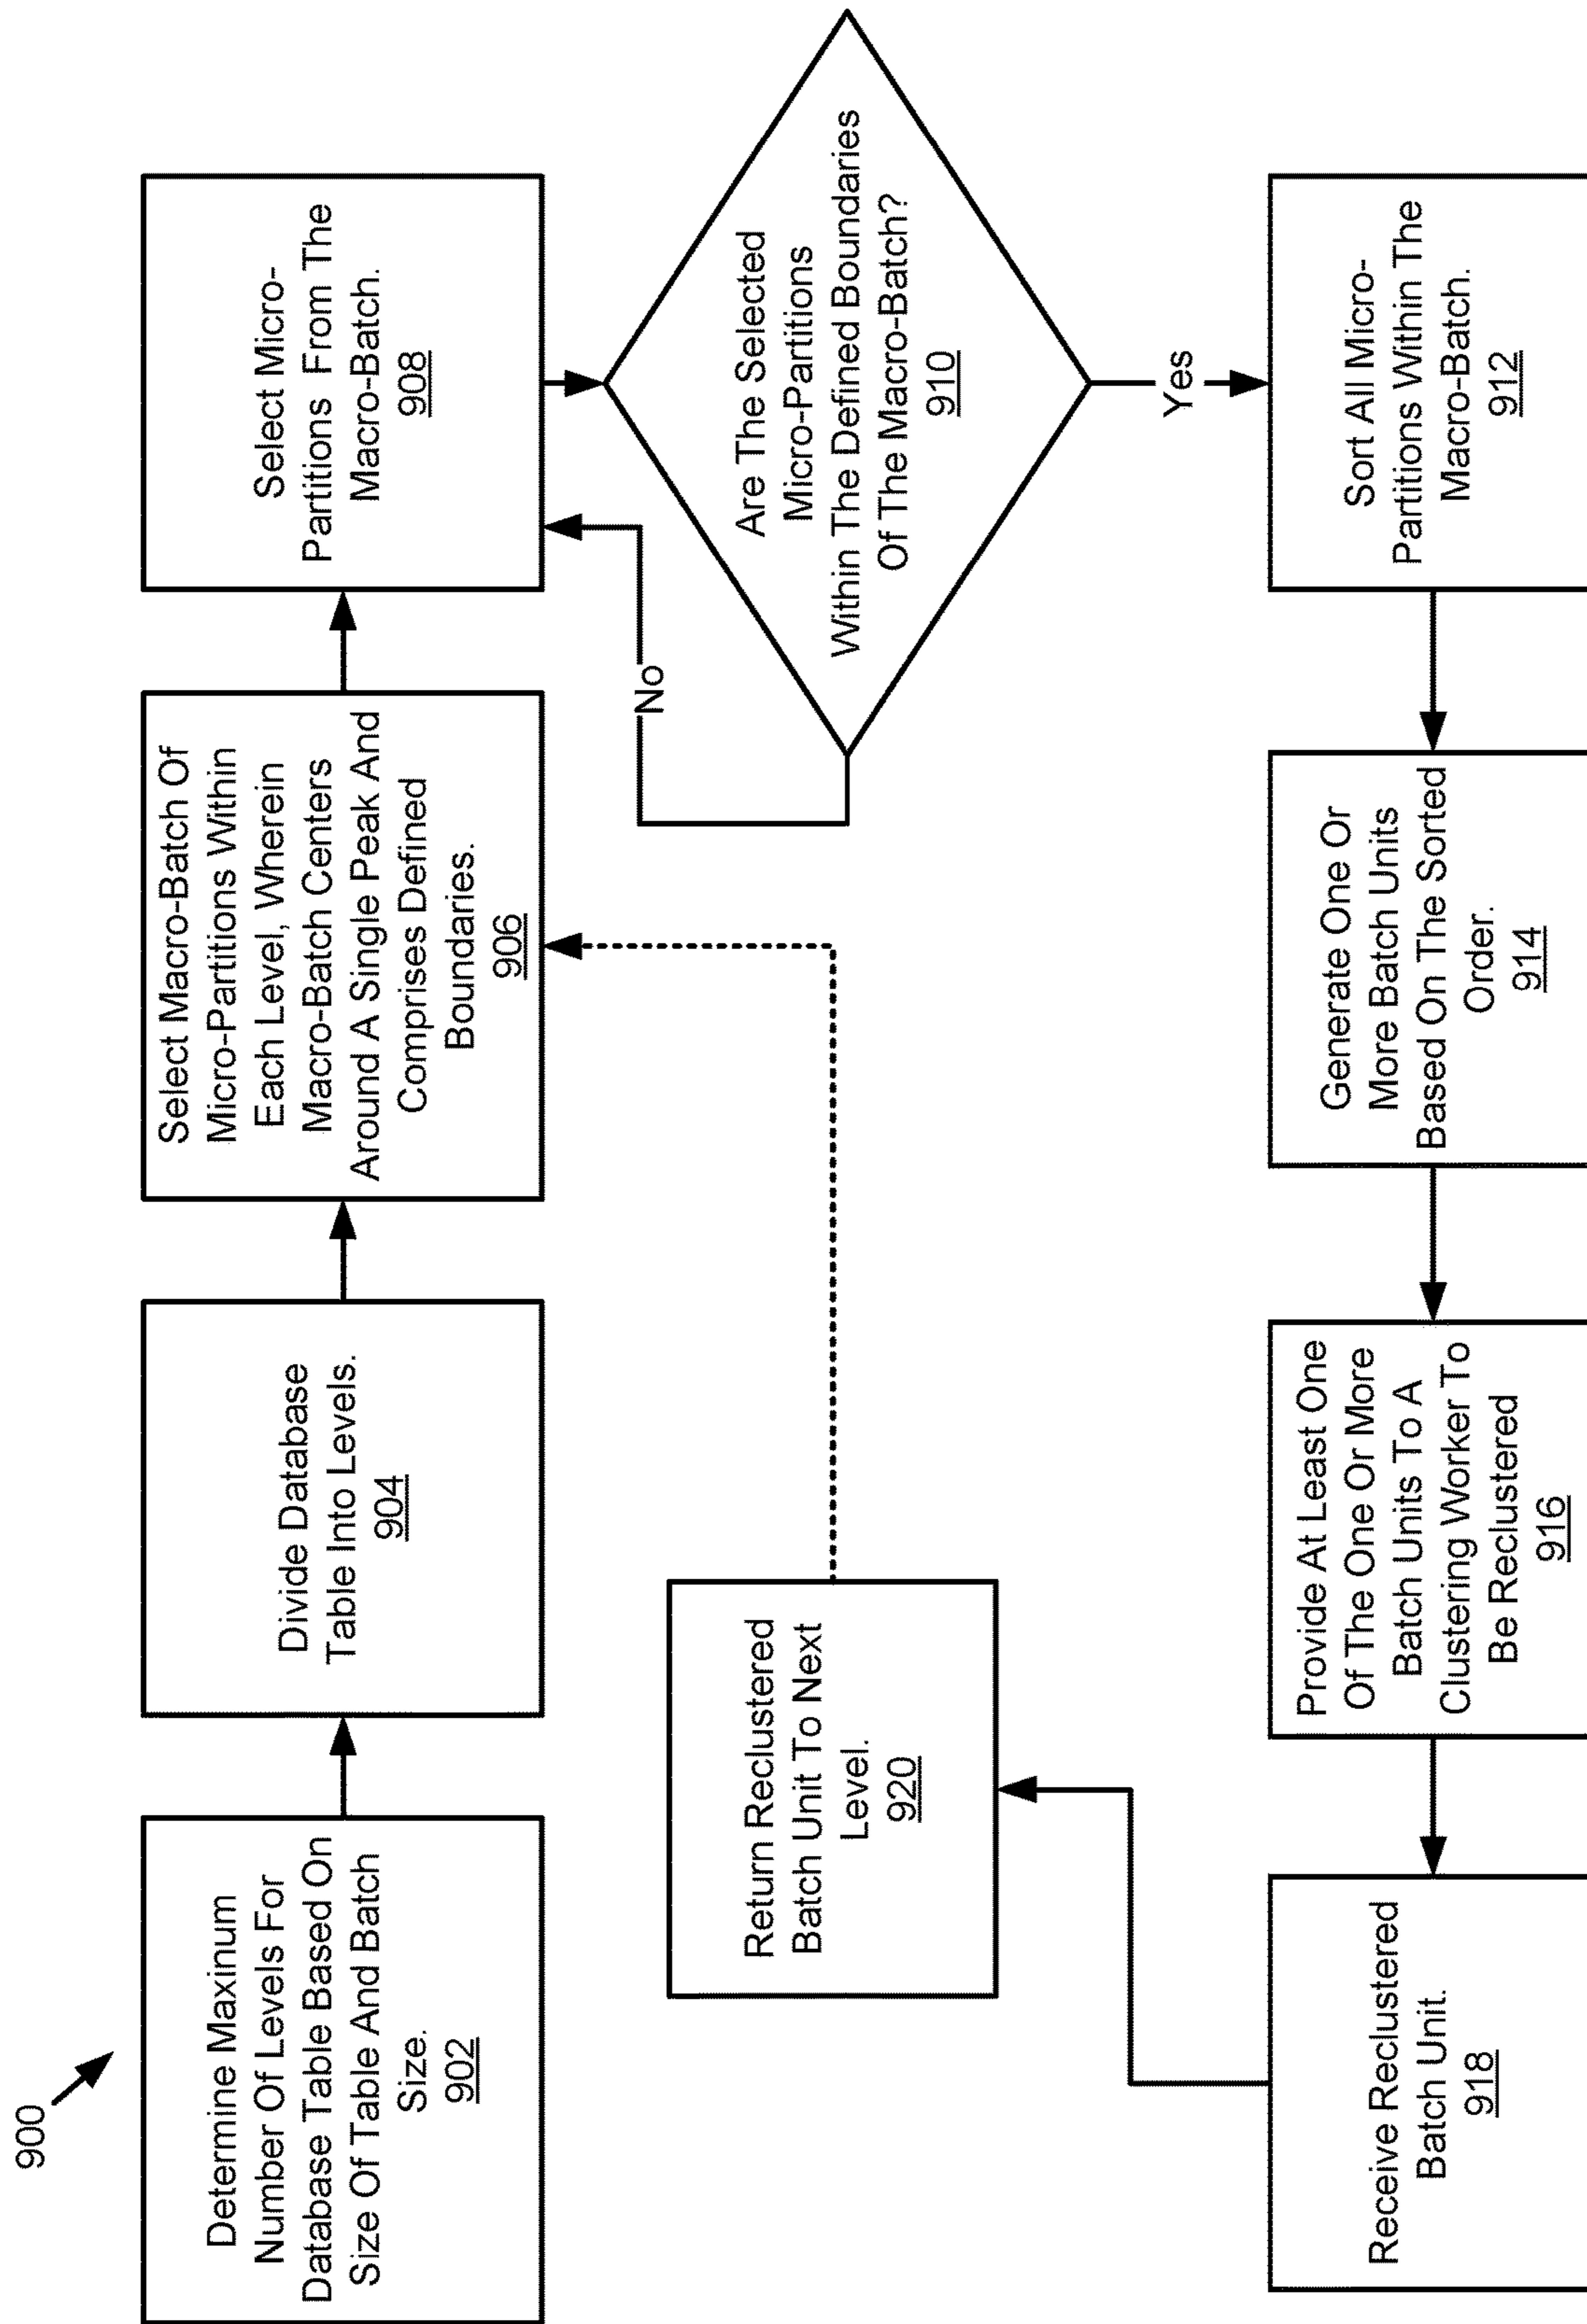 900
Determine Maxinum
Number Of Levels For
Database Table Based On
Size Of Table And Batch
Size.
902
Divide Database
Table Into Levels.
904
Select Macro-Batch Of
Micro-Partitions Within
Each Level, Wherein
Macro-Batch Centers
Around A Single Peak And
Comprises Defined
Boundaries.
906
Select Micro-
Partitions From The
Macro-Batch.
908
No
Are The Selected
Micro-Partitions
Within The Defined Boundaries
Of The Macro-Batch?
910
Yes
Sort All Micro-
Partitions Within The
Macro-Batch.
912
Generate One Or
More Batch Units
Based On The Sorted
Order.
914
Provide At Least One
Of The One Or More
Batch Units To A
Clustering Worker To
Be Reclustered
916
Receive Reclustered
Batch Unit.
918
Return Reclustered
Batch Unit To Next
Level.
920